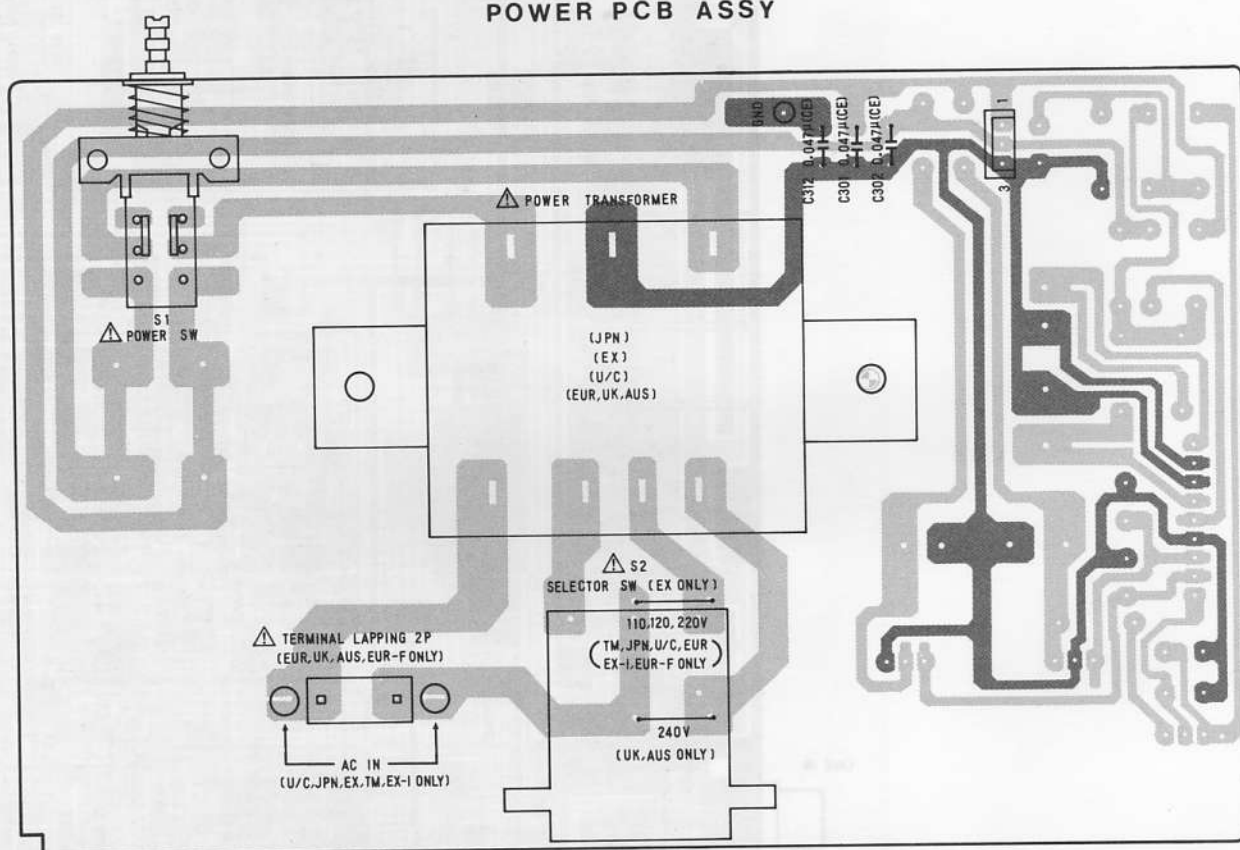 POWER PCB ASSY
GND
C312 0.047μ(CE)
C301 0.047μ(CE)
C302 0.047μ(CE)
1
3
⚠ POWER TRANSFORMER
S1
⚠ POWER SW
(JPN)
(EX)
(U/C)
(EUR,UK,AUS)
⚠ S2
SELECTOR SW (EX ONLY)
110,120,220V
(TM,JPN,U/C,EUR
EX-I,EUR-F ONLY)
⚠ TERMINAL LAPPING 2P
(EUR,UK,AUS,EUR-F ONLY)
240V
(UK,AUS ONLY)
AC IN
(U/C,JPN,EX,TM,EX-I ONLY)